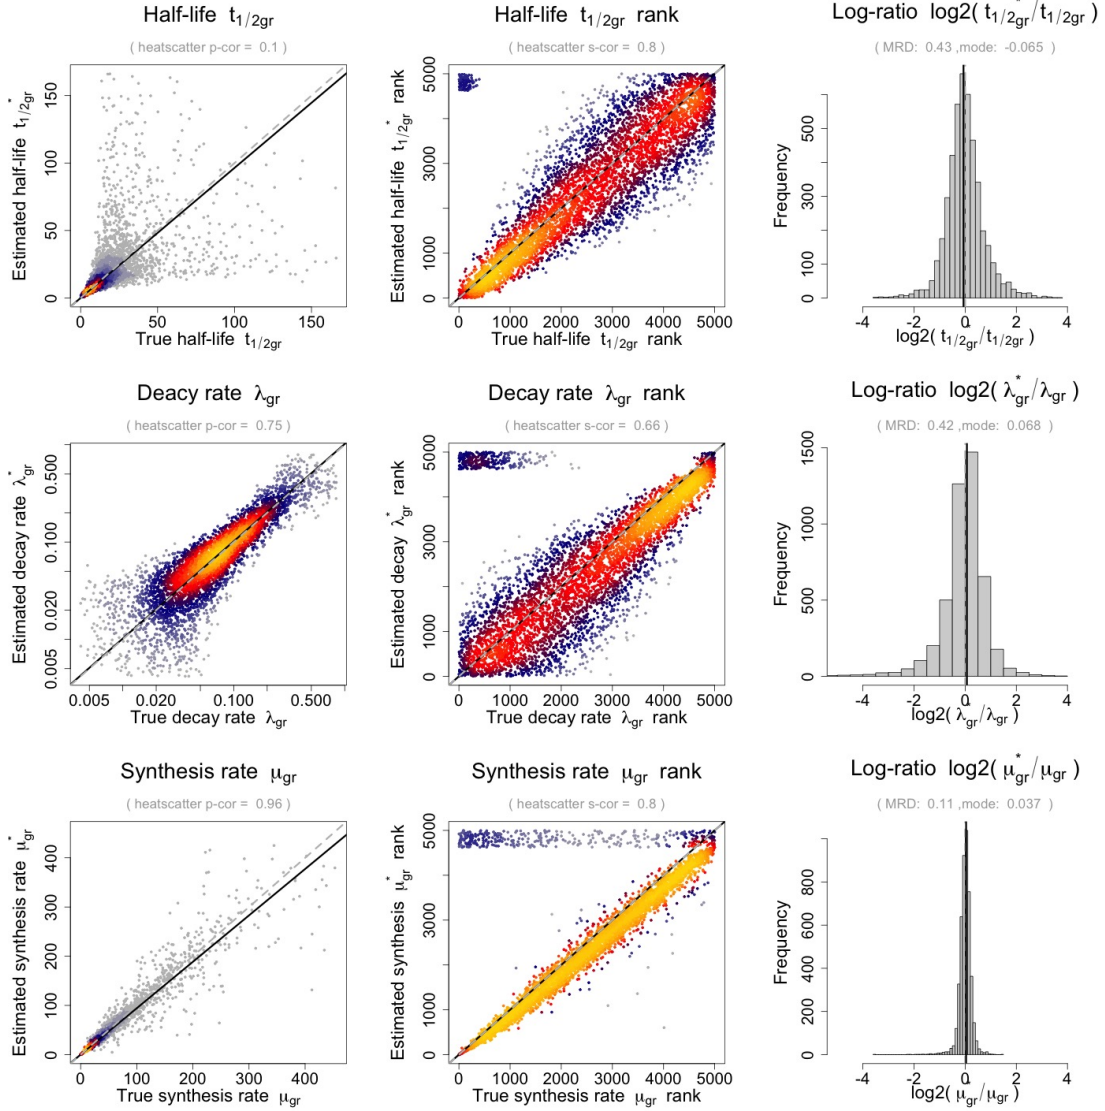 Half-life t1/2gr
( heatscatter p-cor = 0.1 )
Estimated half-life t*1/2gr
0 50 100 150
0 50 100 150
True half-life t1/2gr
Half-life t1/2gr rank
( heatscatter s-cor = 0.8 )
Estimated half-life t*1/2gr rank
0 1000 3000 5000
0 1000 2000 3000 4000 5000
True half-life t1/2gr rank
Log-ratio log2( t*1/2gr/t1/2gr )
( MRD: 0.43 ,mode: -0.065 )
Frequency
0 100 300 500
-4 -2 0 2 4
log2( t*1/2gr/t1/2gr )
Deacy rate λgr
( heatscatter p-cor = 0.75 )
Estimated decay rate λ*gr
0.005 0.020 0.100 0.500
0.005 0.020 0.100 0.500
True decay rate λgr
Decay rate λgr rank
( heatscatter s-cor = 0.66 )
Estimated decay rate λ*gr rank
0 1000 3000 5000
0 1000 2000 3000 4000 5000
True decay rate λgr rank
Log-ratio log2( λ*gr/λgr )
( MRD: 0.42 ,mode: 0.068 )
Frequency
0 500 1000 1500
-4 -2 0 2 4
log2( λ*gr/λgr )
Synthesis rate μgr
( heatscatter p-cor = 0.96 )
Estimated synthesis rate μ*gr
0 100 200 300 400
0 100 200 300 400
True synthesis rate μgr
Synthesis rate μgr rank
( heatscatter s-cor = 0.8 )
Estimated synthesis rate μ*gr rank
0 1000 3000 5000
0 1000 2000 3000 4000 5000
True synthesis rate μgr rank
Log-ratio log2( μ*gr/μgr )
( MRD: 0.11 ,mode: 0.037 )
Frequency
0 200 400 600 800
-4 -2 0 2 4
log2( μ*gr/μgr )